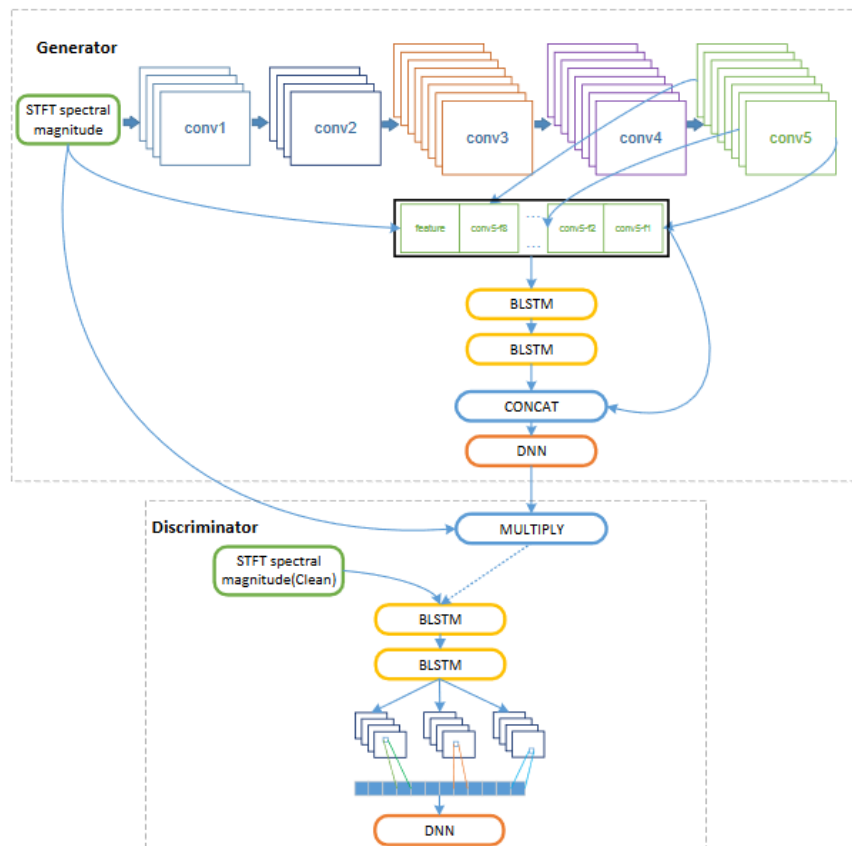 Generator
STFT spectral
magnitude
conv1
conv2
conv3
conv4
conv5
feature
conv5-f8
...
...
conv5-f2
conv5-f1
BLSTM
BLSTM
CONCAT
DNN
Discriminator
MULTIPLY
STFT spectral
magnitude(Clean)
BLSTM
BLSTM
DNN